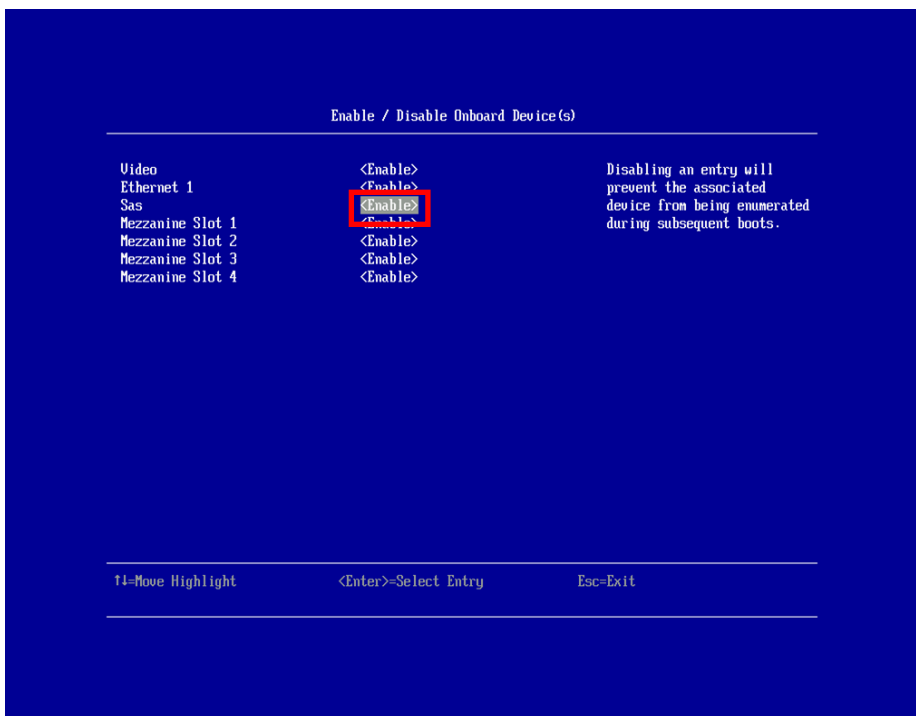 Enable / Disable Onboard Device(s)
Video <Enable> Disabling an entry will
Ethernet 1 <Enable> prevent the associated
Sas <Enable> device from being enumerated
Mezzanine Slot 1 <Enable> during subsequent boots.
Mezzanine Slot 2 <Enable>
Mezzanine Slot 3 <Enable>
Mezzanine Slot 4 <Enable>
↑↓=Move Highlight <Enter>=Select Entry Esc=Exit